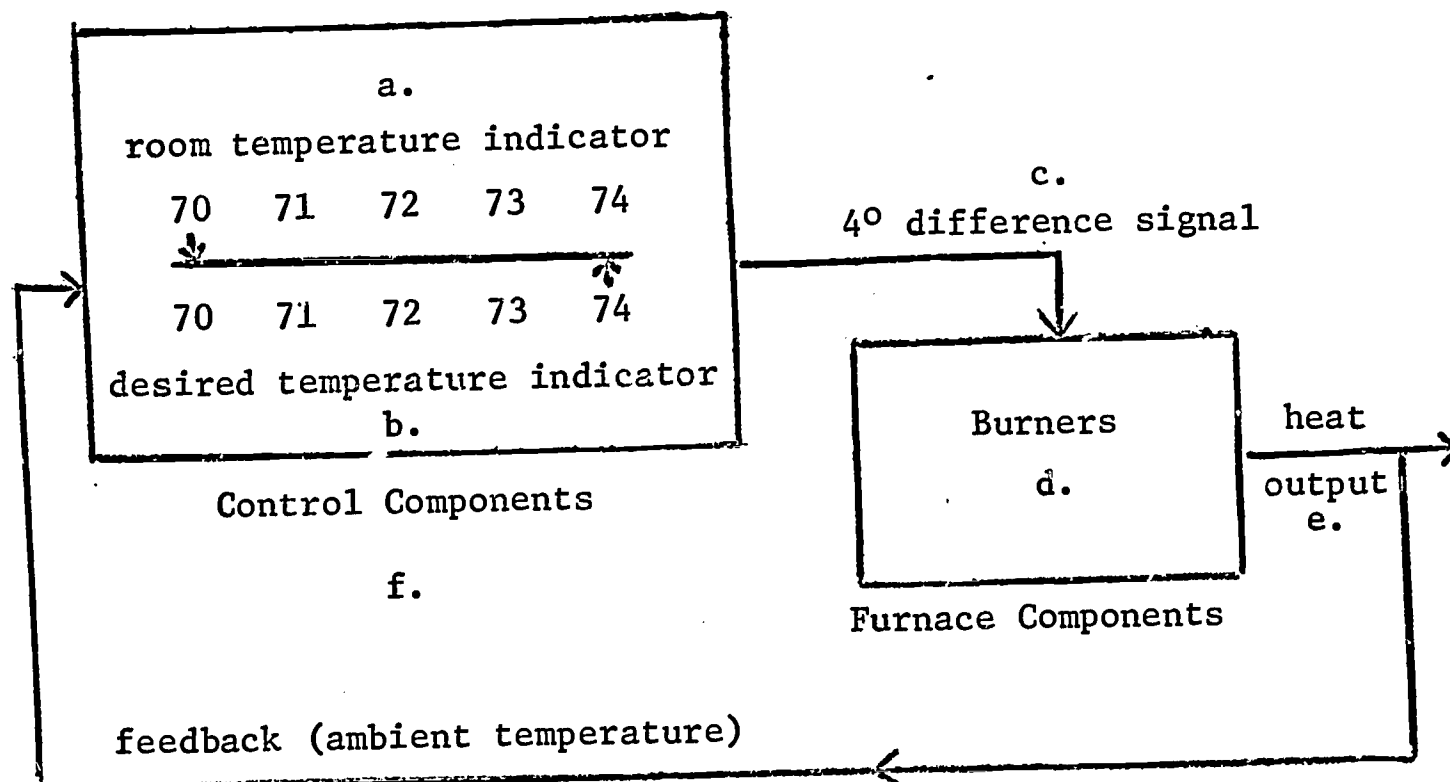 a.
room temperature indicator
70 71 72 73 74
70 71 72 73 74
desired temperature indicator
b.
Control Components
f.
c.
4° difference signal
Burners
d.
Furnace Components
heat
output
e.
feedback (ambient temperature)